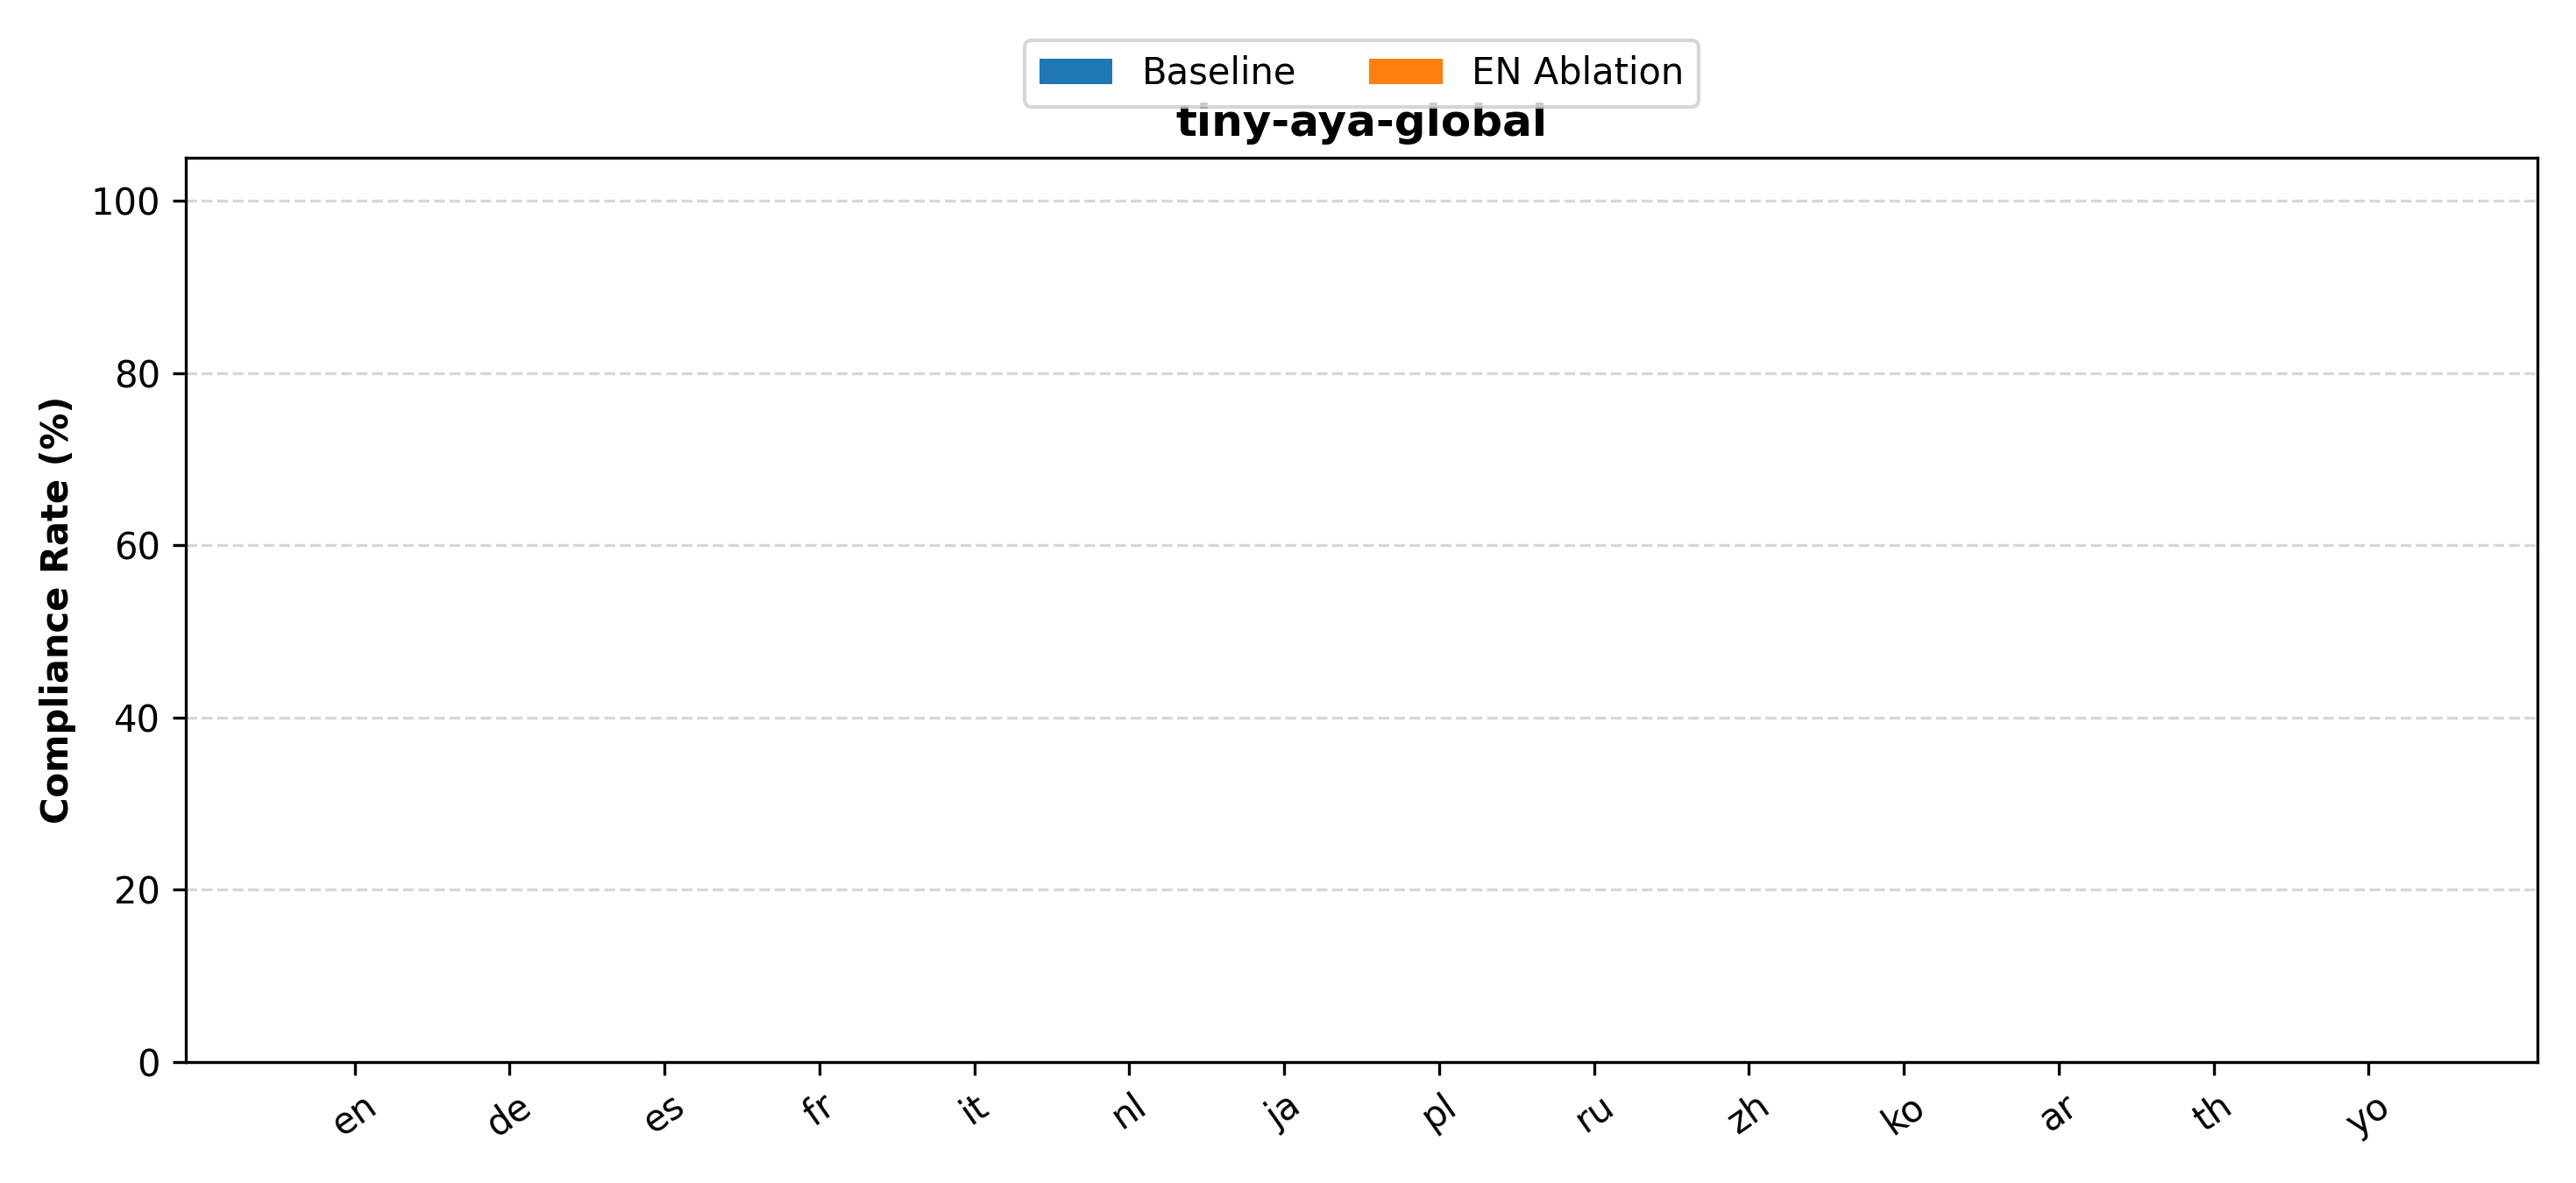 Baseline EN Ablation
tiny-aya-global
Compliance Rate (%)
100
80
60
40
20
0
en de es fr it nl ja pl ru zh ko ar th yo